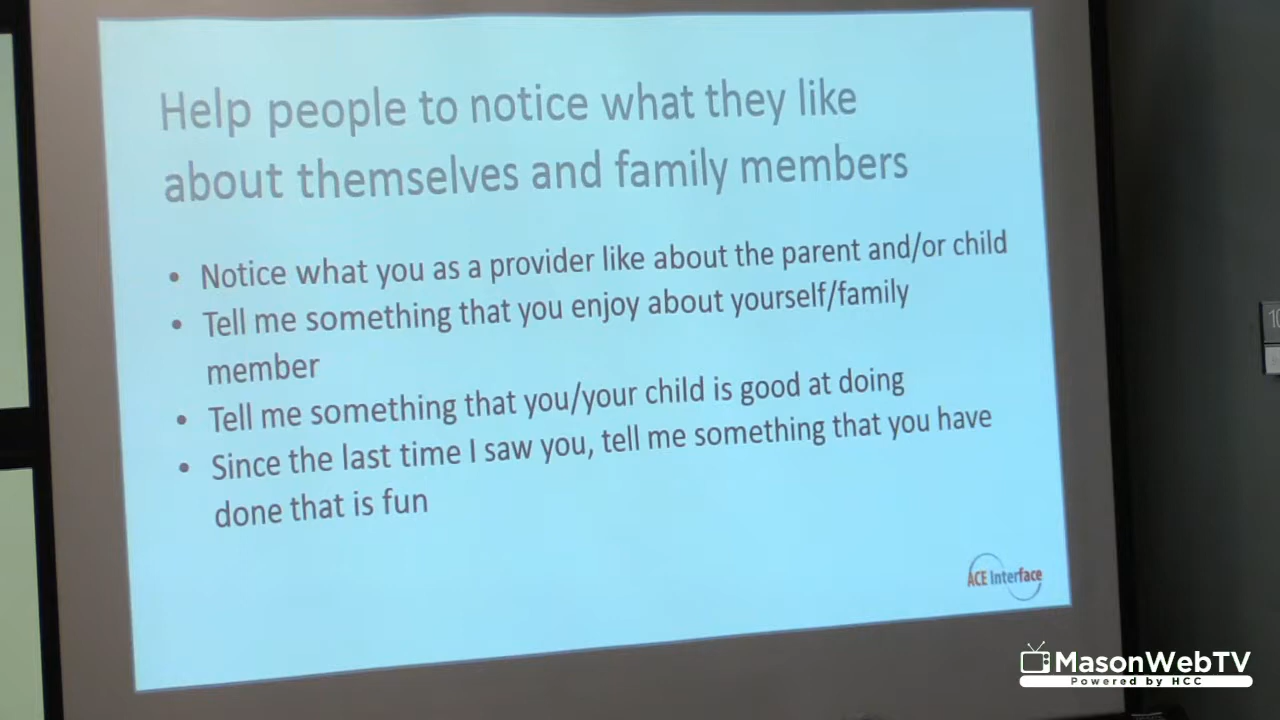 Help people to notice what they like
about themselves and family members
• Notice what you as a provider like about the parent and/or child
• Tell me something that you enjoy about yourself/family
member
• Tell me something that you/your child is good at doing
• Since the last time I saw you, tell me something that you have
done that is fun
ACE Interface
MasonWebTV
Powered by HCC